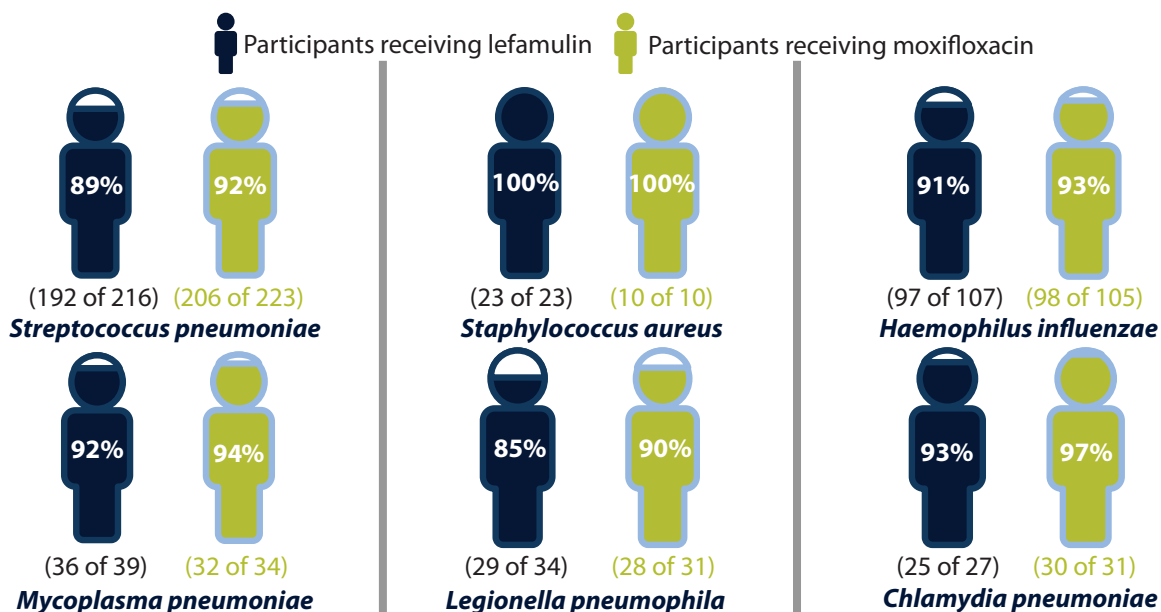 Participants receiving lefamulin
Participants receiving moxifloxacin
89% 92%
(192 of 216) (206 of 223)
Streptococcus pneumoniae
100% 100%
(23 of 23) (10 of 10)
Staphylococcus aureus
91% 93%
(97 of 107) (98 of 105)
Haemophilus influenzae
92% 94%
(36 of 39) (32 of 34)
Mycoplasma pneumoniae
85% 90%
(29 of 34) (28 of 31)
Legionella pneumophila
93% 97%
(25 of 27) (30 of 31)
Chlamydia pneumoniae